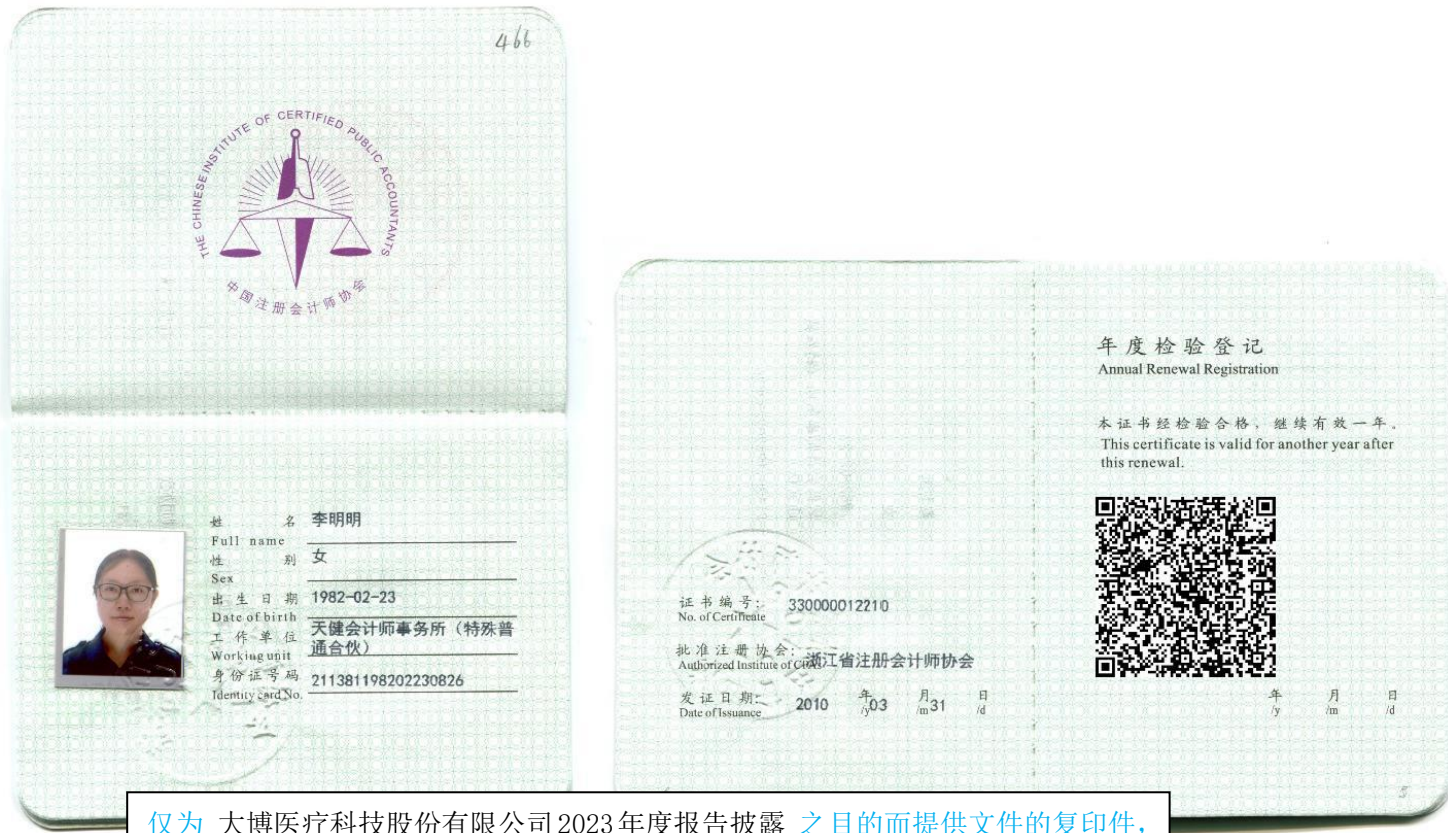 466
THE CHINESE INSTITUTE OF CERTIFIED PUBLIC ACCOUNTANTS
中国注册会计师协会
姓 名 李明明
Full name
性 别 女
Sex
出生日期 1982-02-23
Date of birth
工作单位 天健会计师事务所（特殊普
Working unit 通合伙）
身份证号码 211381198202230826
Identity card No.
证书编号: 330000012210
No. of Certificate
批准注册协会: 浙江省注册会计师协会
Authorized Institute of CPAs
发证日期: 2010 年 03 月 31 日
Date of Issuance /y /m /d
年度检验登记
Annual Renewal Registration
本证书经检验合格，继续有效一年。
This certificate is valid for another year after
this renewal.
年 月 日
/y /m /d
5
仅为 大博医疗科技股份有限公司2023年度报告披露 之目的而提供文件的复印件，